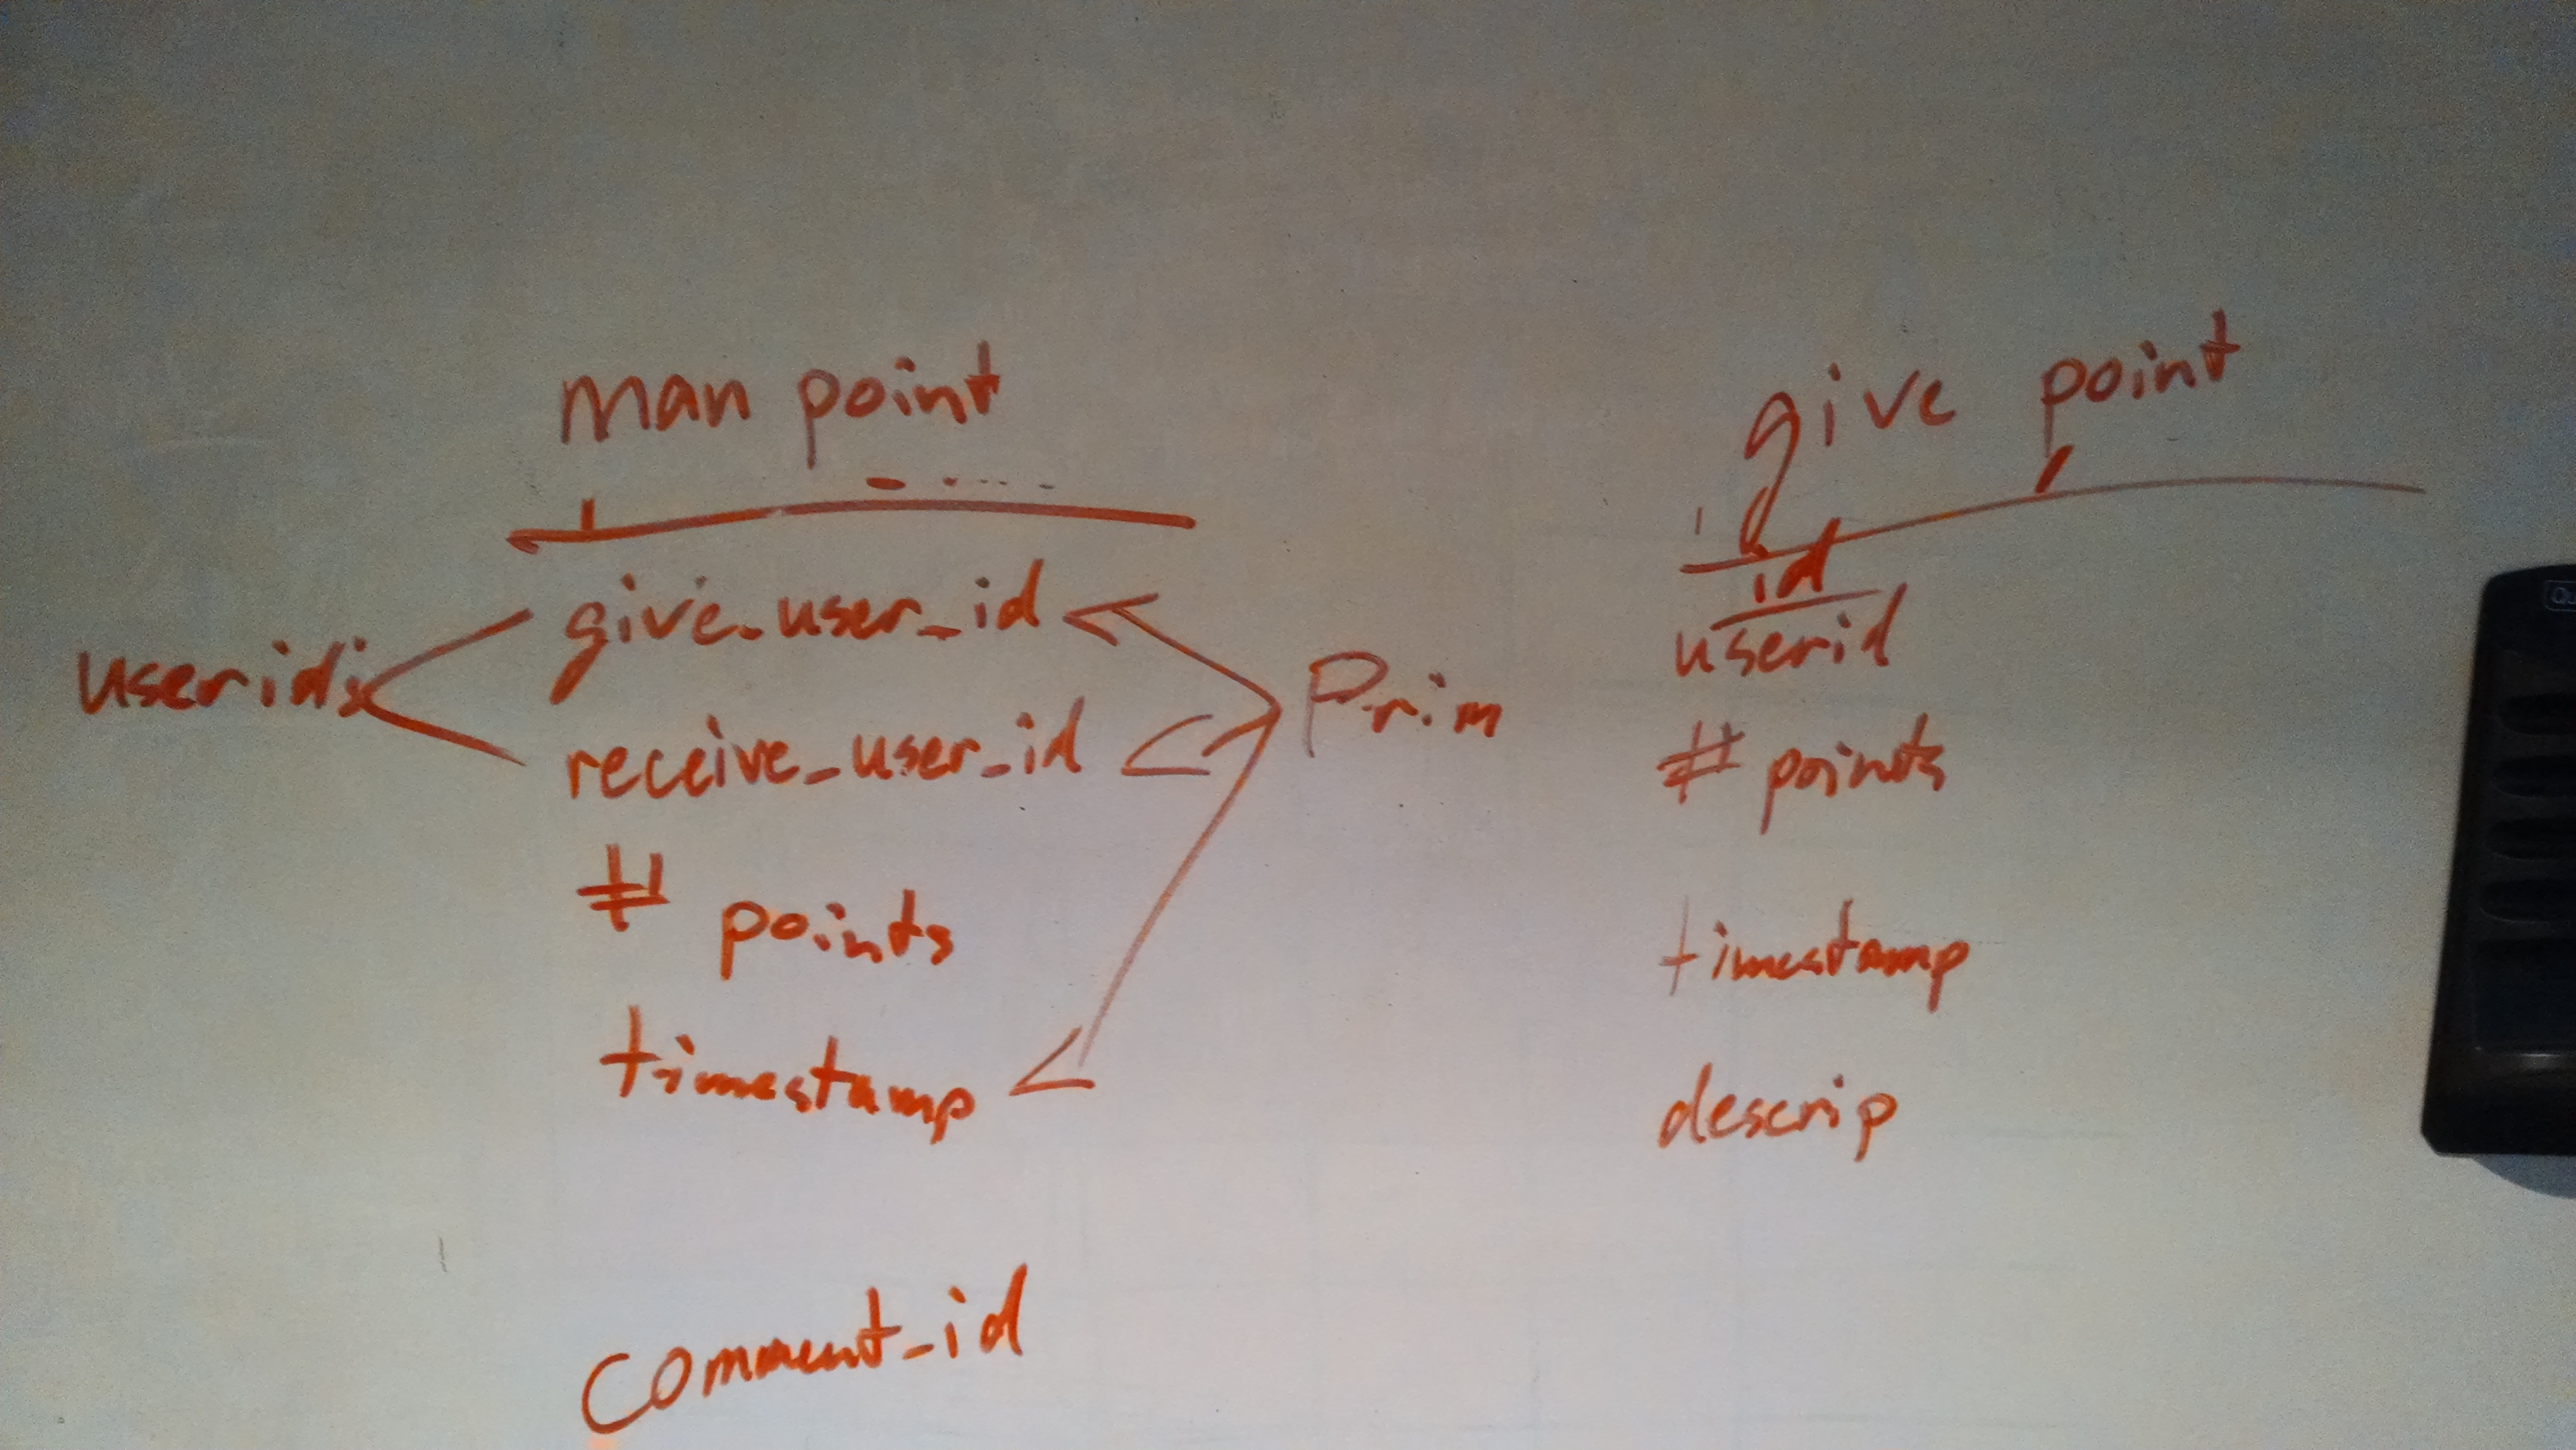 man point
give_user_id
userids
receive_user_id
# points
timestamp
comment_id
Prim
give point
id
userid
# points
timestamp
descrip